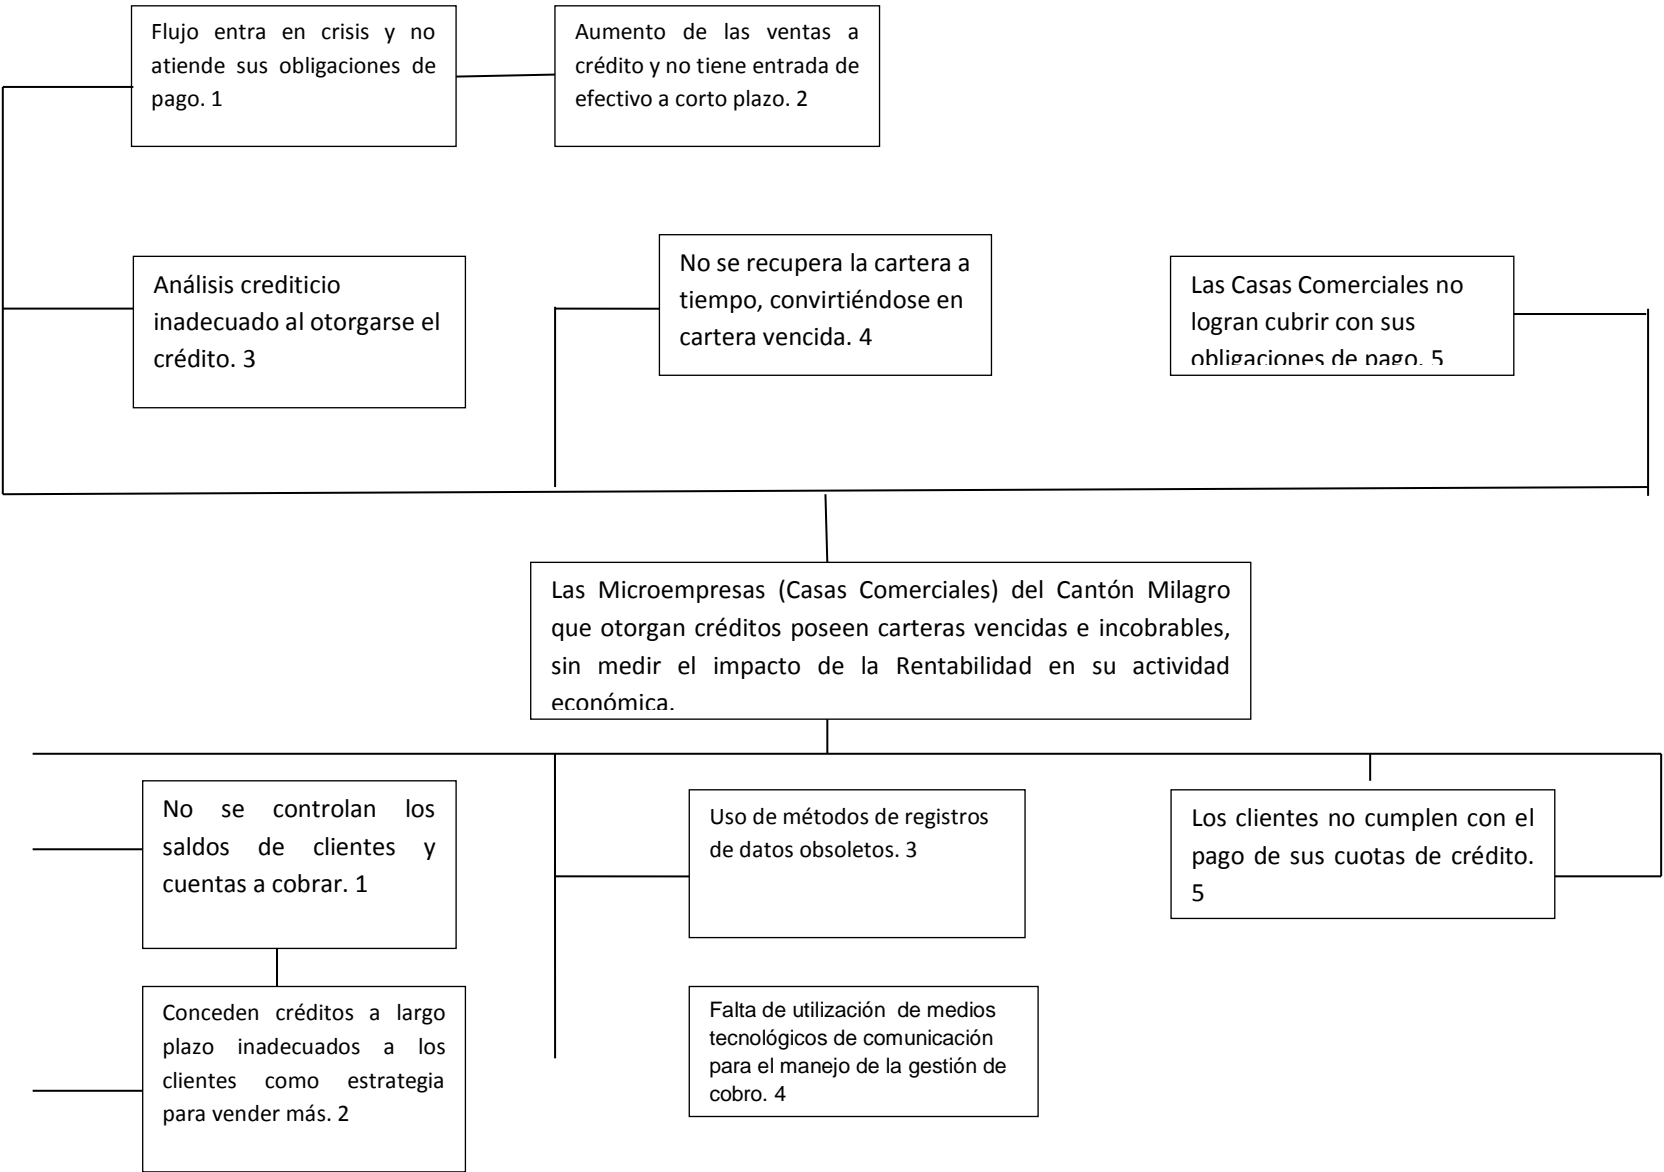 Flujo entra en crisis y no
atiende sus obligaciones de
pago. 1
Aumento de las ventas a
crédito y no tiene entrada de
efectivo a corto plazo. 2
Análisis crediticio
inadecuado al otorgarse el
crédito. 3
No se recupera la cartera a
tiempo, convirtiéndose en
cartera vencida. 4
Las Casas Comerciales no
logran cubrir con sus
obligaciones de pago. 5
Las Microempresas (Casas Comerciales) del Cantón Milagro
que otorgan créditos poseen carteras vencidas e incobrables,
sin medir el impacto de la Rentabilidad en su actividad
económica.
No se controlan los
saldos de clientes y
cuentas a cobrar. 1
Uso de métodos de registros
de datos obsoletos. 3
Los clientes no cumplen con el
pago de sus cuotas de crédito.
5
Conceden créditos a largo
plazo inadecuados a los
clientes como estrategia
para vender más. 2
Falta de utilización de medios
tecnológicos de comunicación
para el manejo de la gestión de
cobro. 4